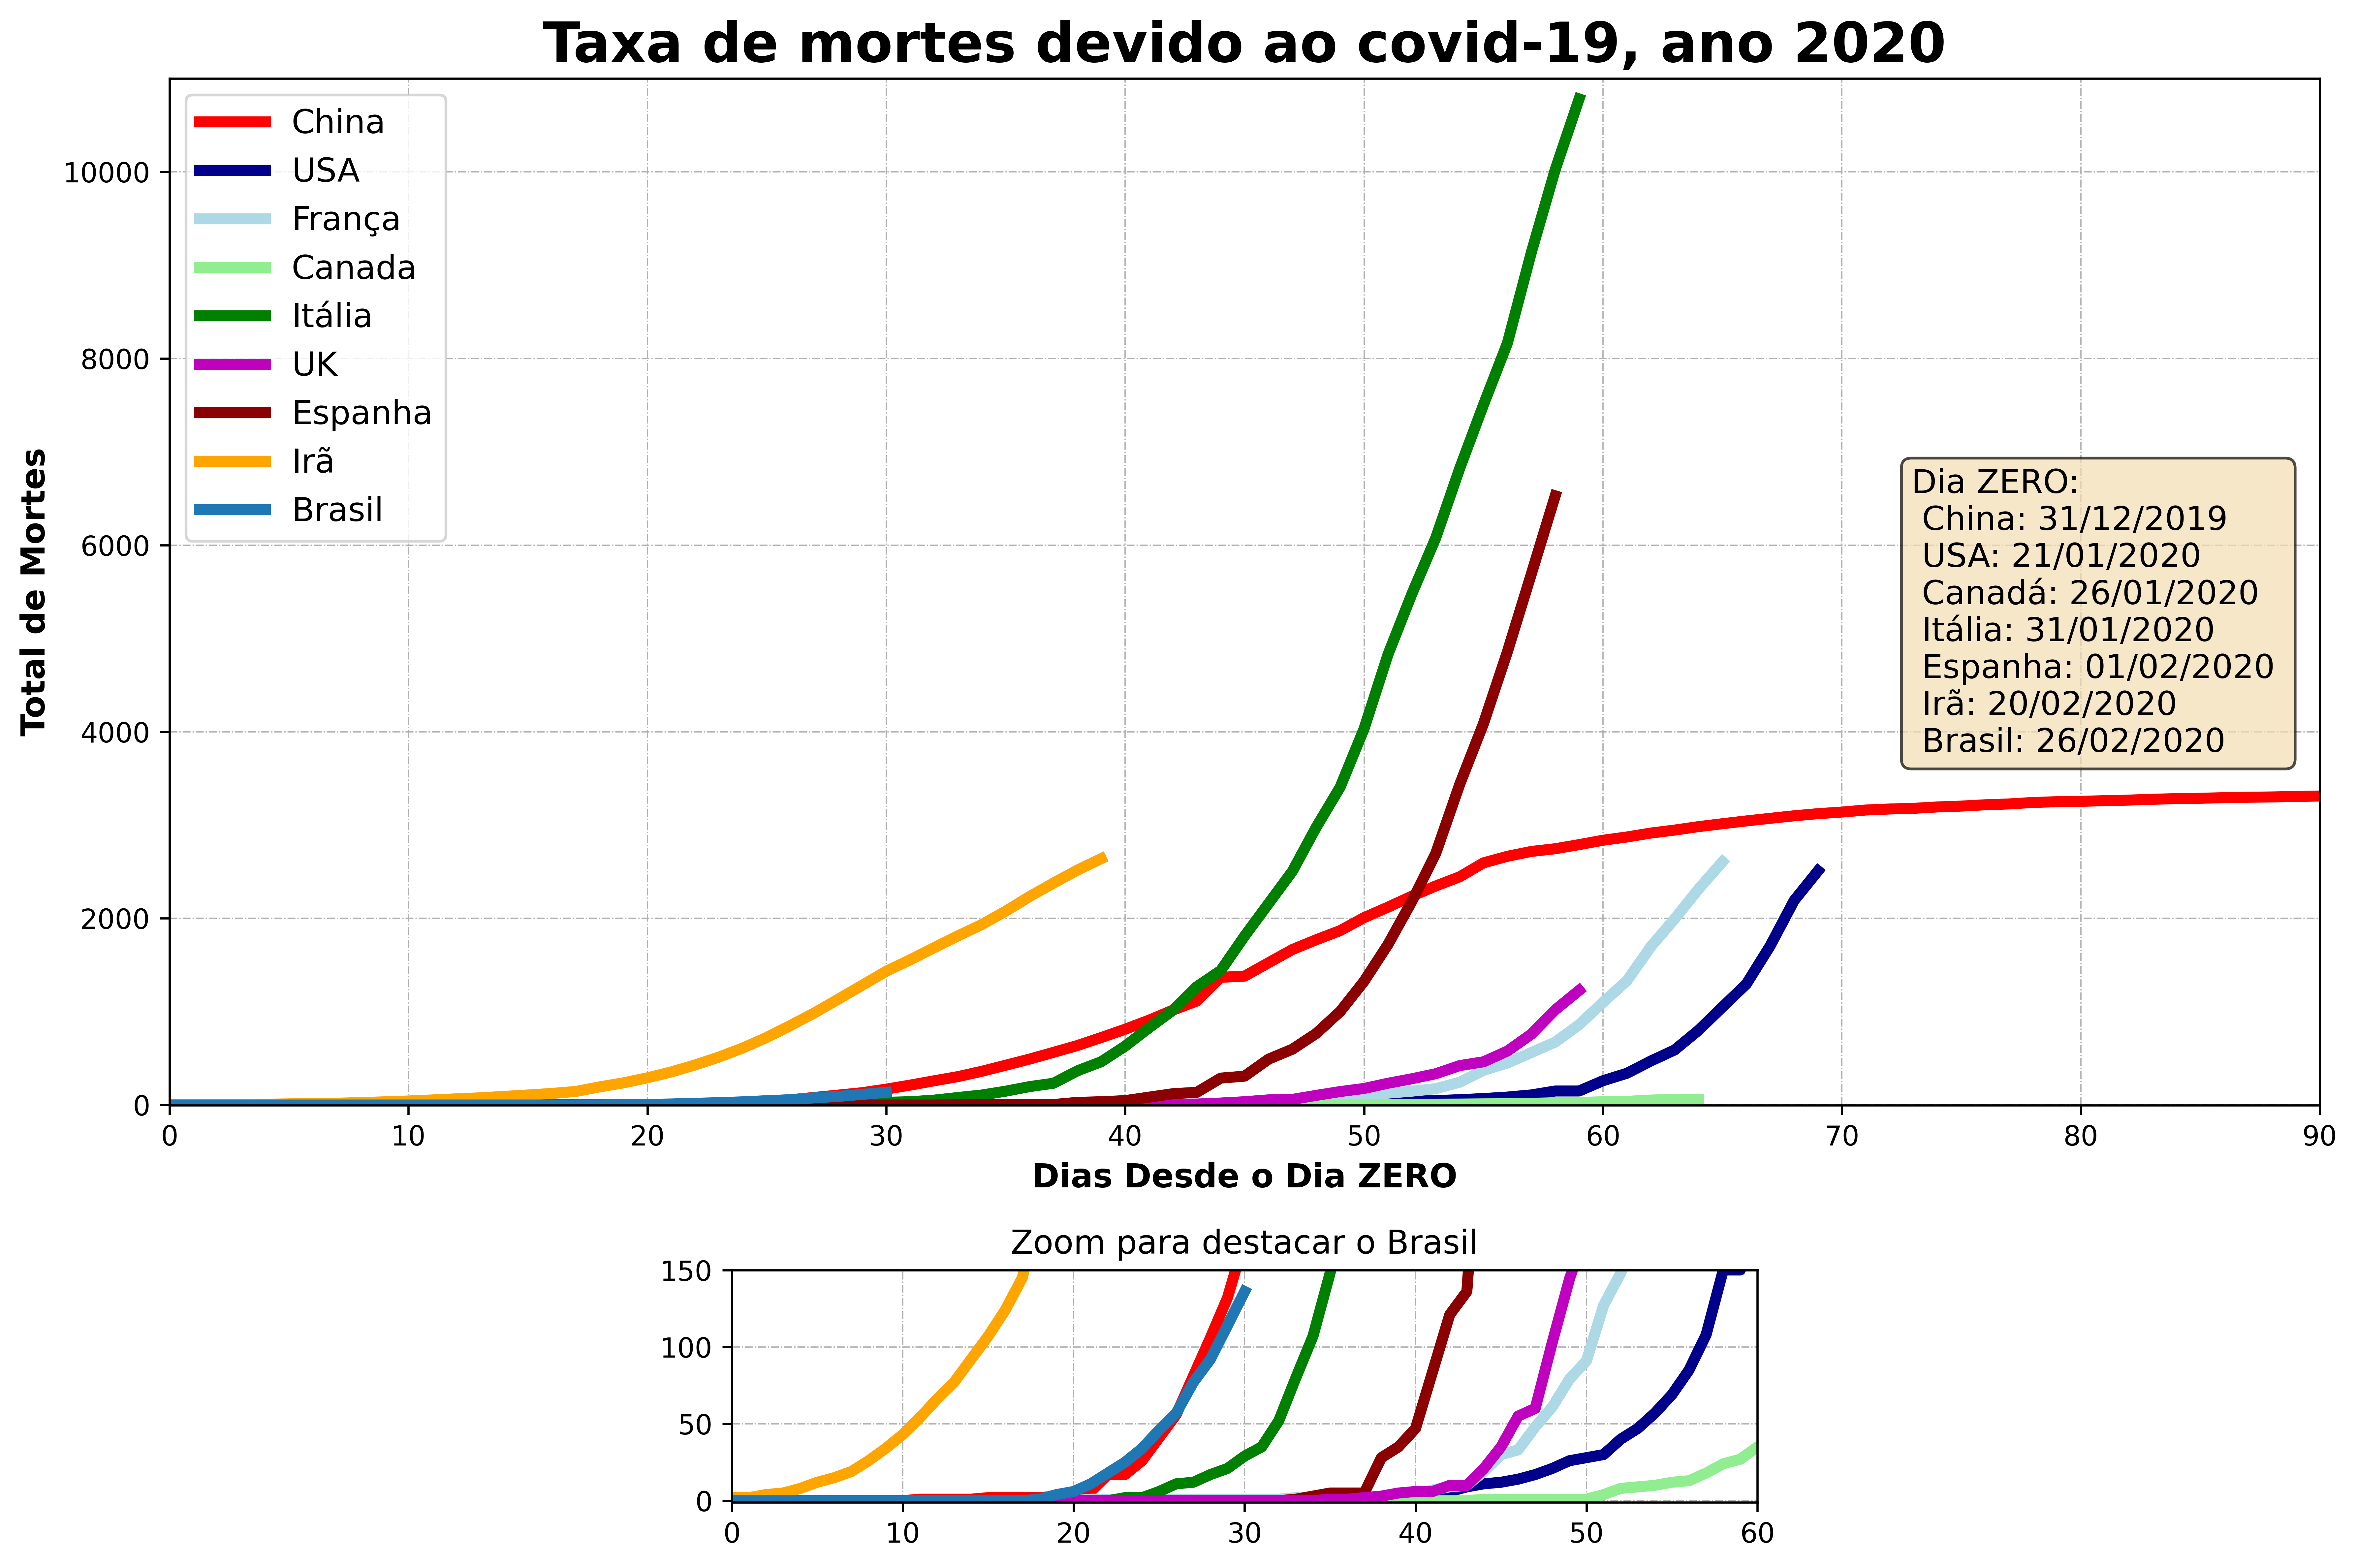 Taxa de mortes devido ao covid-19, ano 2020
China
USA
França
Canada
Itália
UK
Espanha
Irã
Brasil
Total de Mortes
10000
8000
6000
4000
2000
0
Dia ZERO:
China: 31/12/2019
USA: 21/01/2020
Canadá: 26/01/2020
Itália: 31/01/2020
Espanha: 01/02/2020
Irã: 20/02/2020
Brasil: 26/02/2020
0 10 20 30 40 50 60 70 80 90
Dias Desde o Dia ZERO
Zoom para destacar o Brasil
150
100
50
0
0 10 20 30 40 50 60